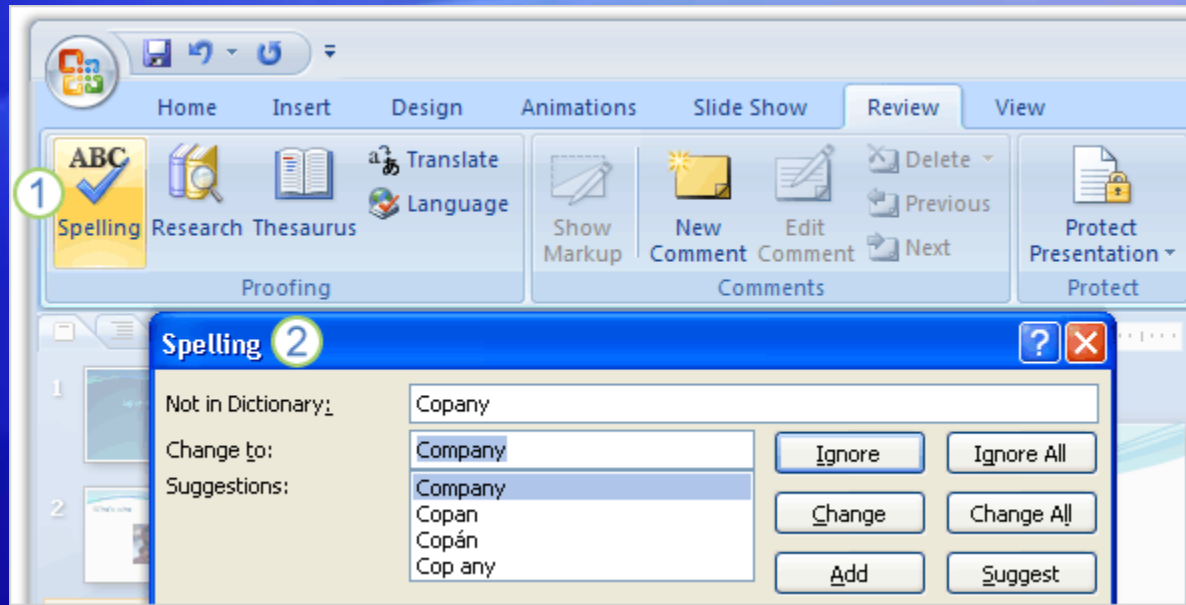 Home Insert Design Animations Slide Show Review View
ABC
1
Spelling
Research
Thesaurus
Translate
Language
Proofing
Show
Markup
New
Comment
Edit
Comment
Delete
Previous
Next
Comments
Protect
Presentation
Protect
Spelling 2
1
2
Not in Dictionary: Copany
Change to: Company
Suggestions:
Company
Copan
Copán
Cop any
Ignore Ignore All
Change Change All
Add Suggest